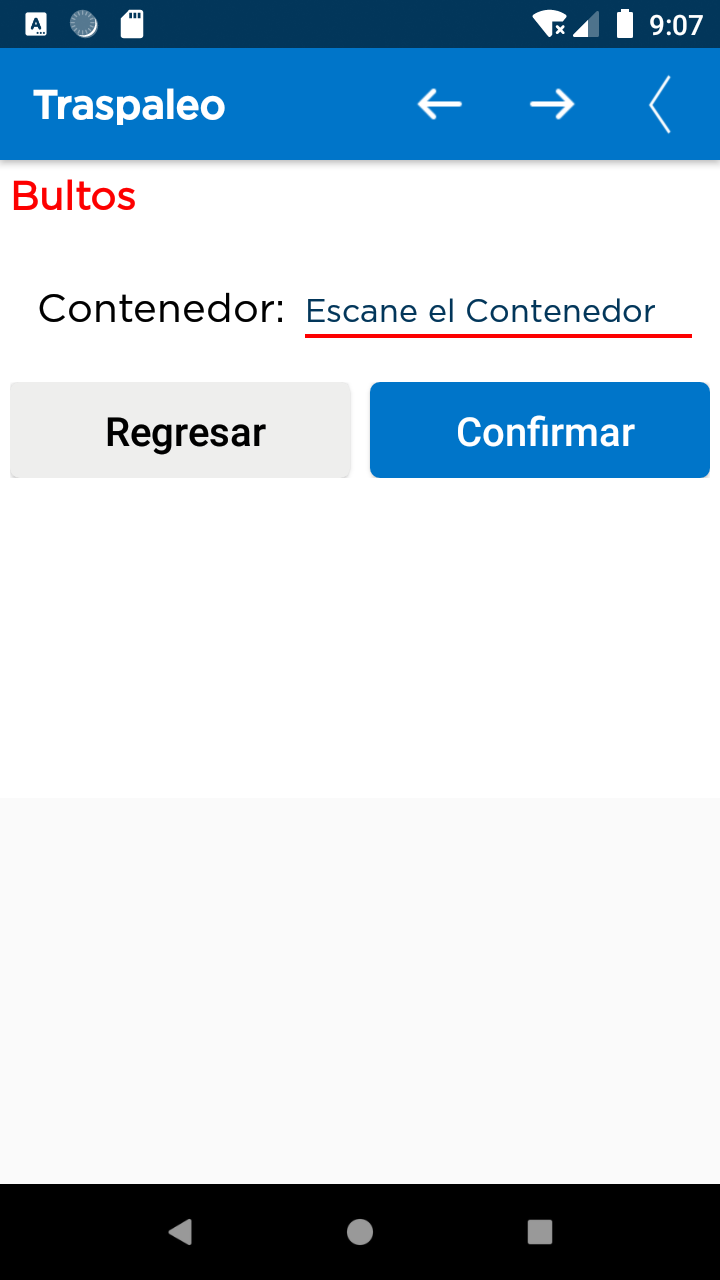 A
9:07
Traspaleo
Bultos
Contenedor: Escane el Contenedor
Regresar Confirmar